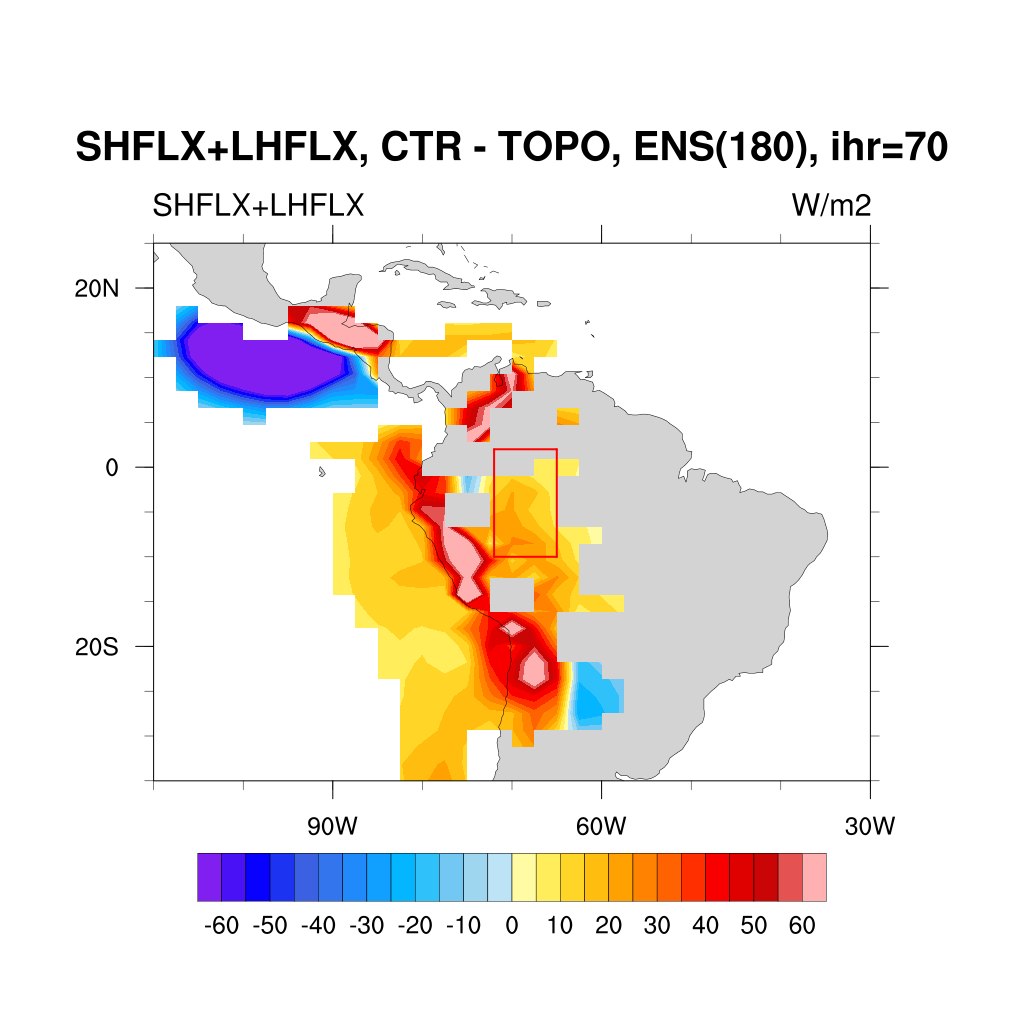 SHFLX+LHFLX, CTR - TOPO, ENS(180), ihr=70
SHFLX+LHFLX W/m2
20N
0
20S
90W 60W 30W
-60 -50 -40 -30 -20 -10 0 10 20 30 40 50 60